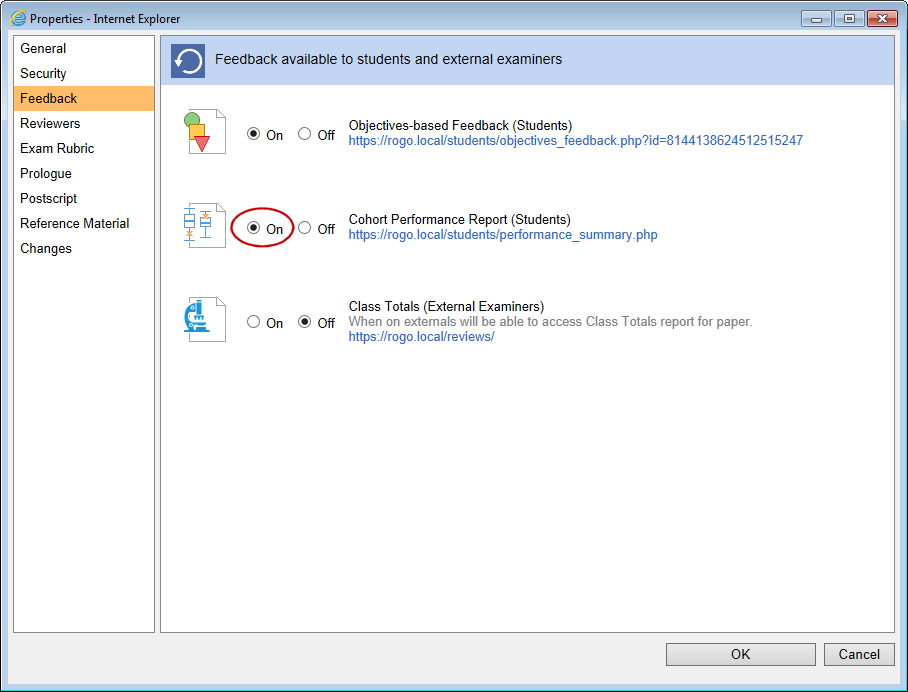 Properties - Internet Explorer
General
Security
Feedback
Reviewers
Exam Rubric
Prologue
Postscript
Reference Material
Changes
Feedback available to students and external examiners
On Off
Objectives-based Feedback (Students)
https://rogo.local/students/objectives_feedback.php?id=8144138624512515247
On Off
Cohort Performance Report (Students)
https://rogo.local/students/performance_summary.php
On Off
Class Totals (External Examiners)
When on externals will be able to access Class Totals report for paper.
https://rogo.local/reviews/
OK Cancel